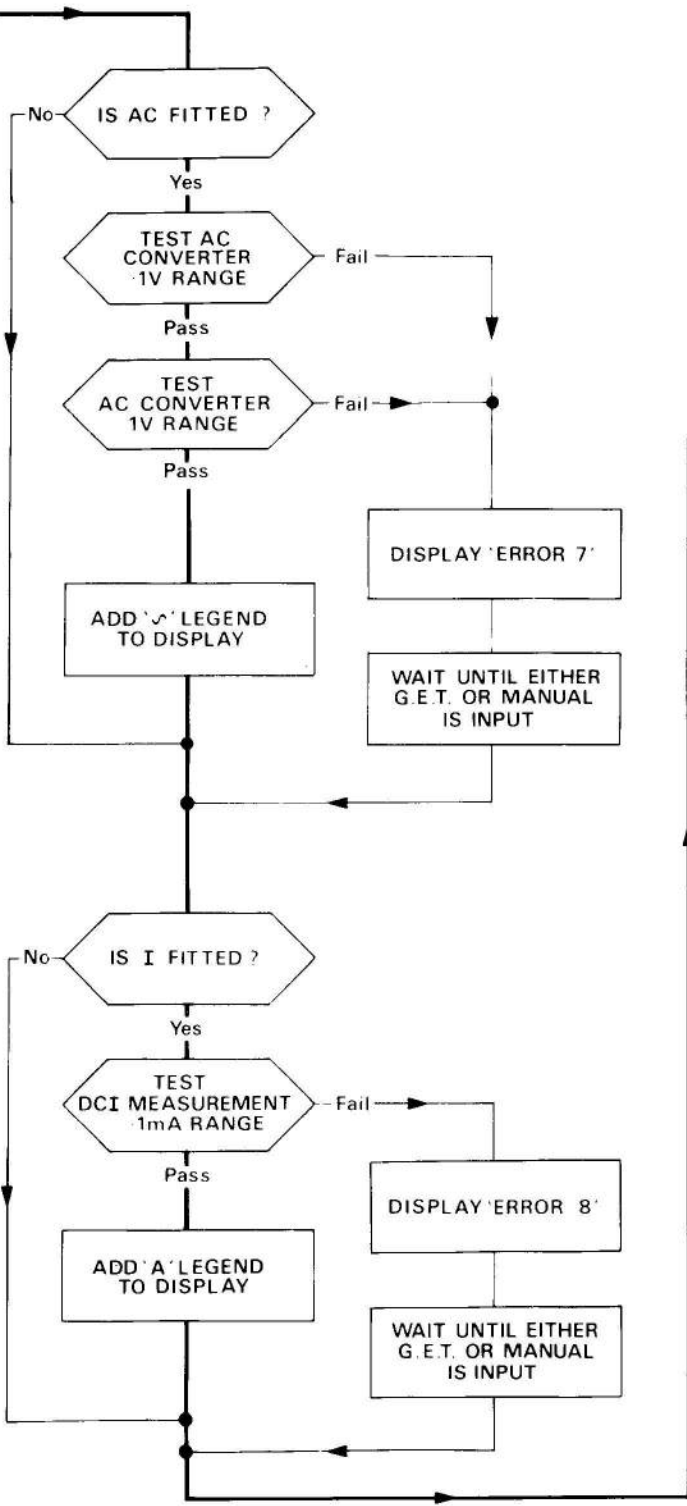 IS AC FITTED ?
No
Yes
TEST AC
CONVERTER
·1V RANGE
Fail
Pass
TEST
AC CONVERTER
1V RANGE
Fail
Pass
DISPLAY 'ERROR 7'
ADD '∿' LEGEND
TO DISPLAY
WAIT UNTIL EITHER
G.E.T. OR MANUAL
IS INPUT
IS I FITTED ?
No
Yes
TEST
DCI MEASUREMENT
·1mA RANGE
Fail
Pass
DISPLAY 'ERROR 8'
ADD 'A' LEGEND
TO DISPLAY
WAIT UNTIL EITHER
G.E.T. OR MANUAL
IS INPUT